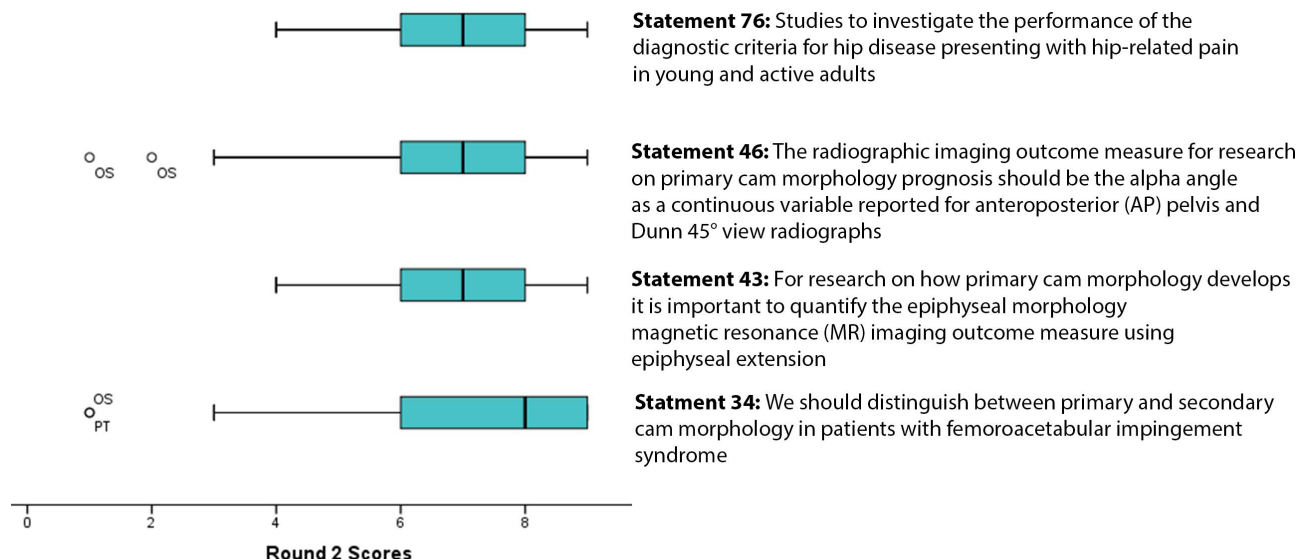 Statement 76: Studies to investigate the performance of the
diagnostic criteria for hip disease presenting with hip-related pain
in young and active adults
Statement 46: The radiographic imaging outcome measure for research
on primary cam morphology prognosis should be the alpha angle
as a continuous variable reported for anteroposterior (AP) pelvis and
Dunn 45° view radiographs
OS
OS
Statement 43: For research on how primary cam morphology develops
it is important to quantify the epiphyseal morphology
magnetic resonance (MR) imaging outcome measure using
epiphyseal extension
OS
PT
Statment 34: We should distinguish between primary and secondary
cam morphology in patients with femoroacetabular impingement
syndrome
0 2 4 6 8
Round 2 Scores